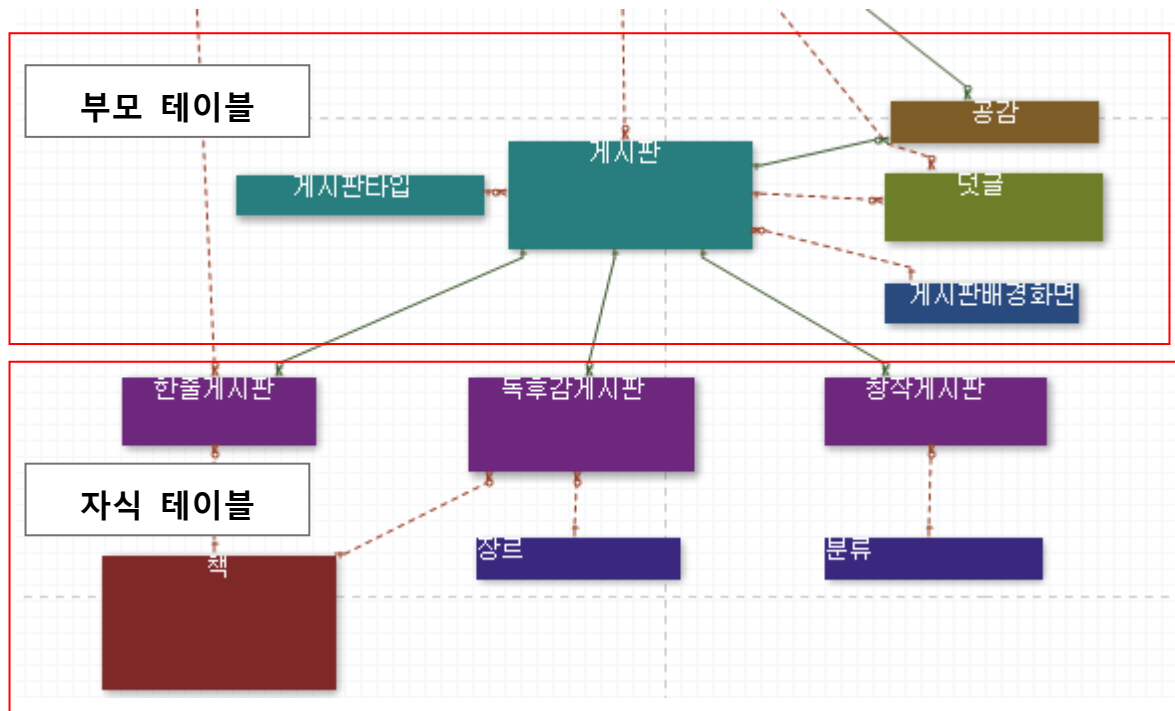 부모 테이블
공감
게시판
게시판타입
덧글
게시판배경화면
한줄게시판
독후감게시판
창작게시판
자식 테이블
책
장르
분류